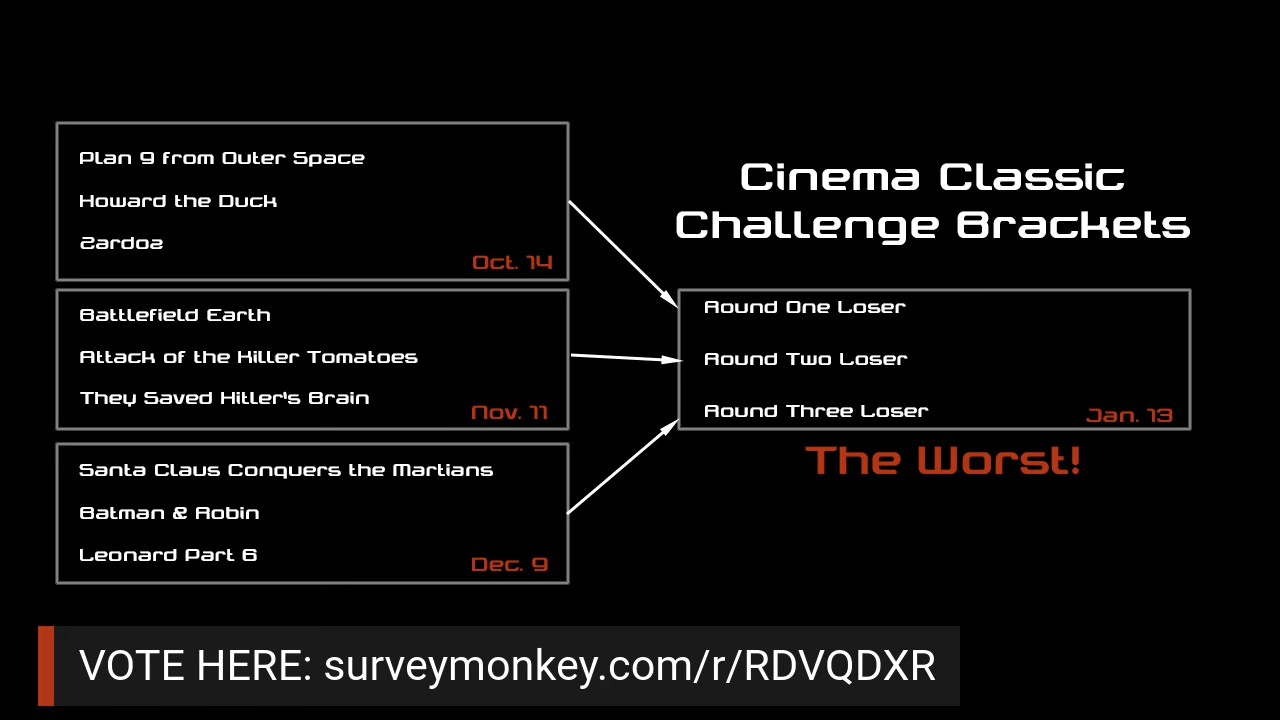 Plan 9 from Outer Space
Howard the Duck
Zardoz
Oct. 14
Battlefield Earth
Attack of the Killer Tomatoes
They Saved Hitler's Brain
Nov. 11
Santa Claus Conquers the Martians
Batman & Robin
Leonard Part 6
Dec. 9
Cinema Classic
Challenge Brackets
Round One Loser
Round Two Loser
Round Three Loser
Jan. 13
The Worst!
VOTE HERE: surveymonkey.com/r/RDVQDXR